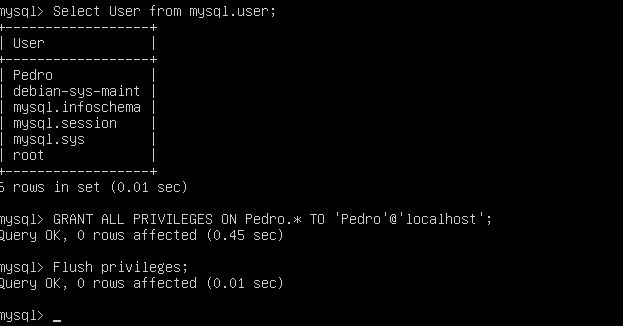 mysql> Select User from mysql.user;
+------------------+
| User             |
+------------------+
| Pedro            |
| debian-sys-maint |
| mysql.infoschema |
| mysql.session    |
| mysql.sys        |
| root             |
+------------------+
6 rows in set (0.01 sec)
mysql> GRANT ALL PRIVILEGES ON Pedro.* TO 'Pedro'@'localhost';
Query OK, 0 rows affected (0.45 sec)
mysql> Flush privileges;
Query OK, 0 rows affected (0.01 sec)
mysql> _